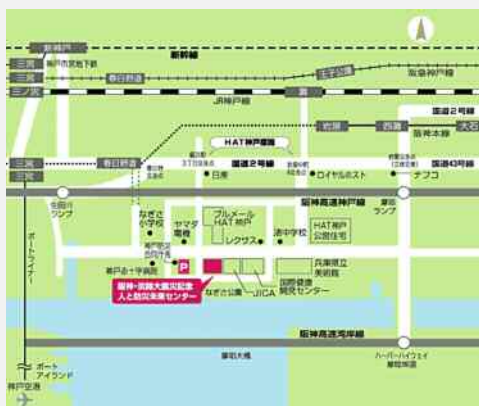 新神戸
新幹線
三宮
神戸市営地下鉄
三宮
春日野道
王子公園
阪急神戸線
三ノ宮
JR神戸線
灘
国道2号線
岩屋
西灘
大石
阪神本線
HAT神戸標識
三宮
春日野道
国道2号線
国道43号線
日産
ロイヤルホスト
ナフコ
阪神高速神戸線
生田川
ランプ
摩耶
ランプ
なぎさ
小学校
ヤマダ
電機
ブルメール
HAT神戸
レクサス
渚中学校
HAT神戸
公営住宅
神戸赤十字病院
P
阪神・淡路大震災記念
人と防災未来センター
なぎさ公園
JICA
国際健康
開発センター
兵庫県立
美術館
ポートライナー
阪神高速湾岸線
摩耶大橋
ハーバーハイウェイ
ポート
アイランド
神戸空港